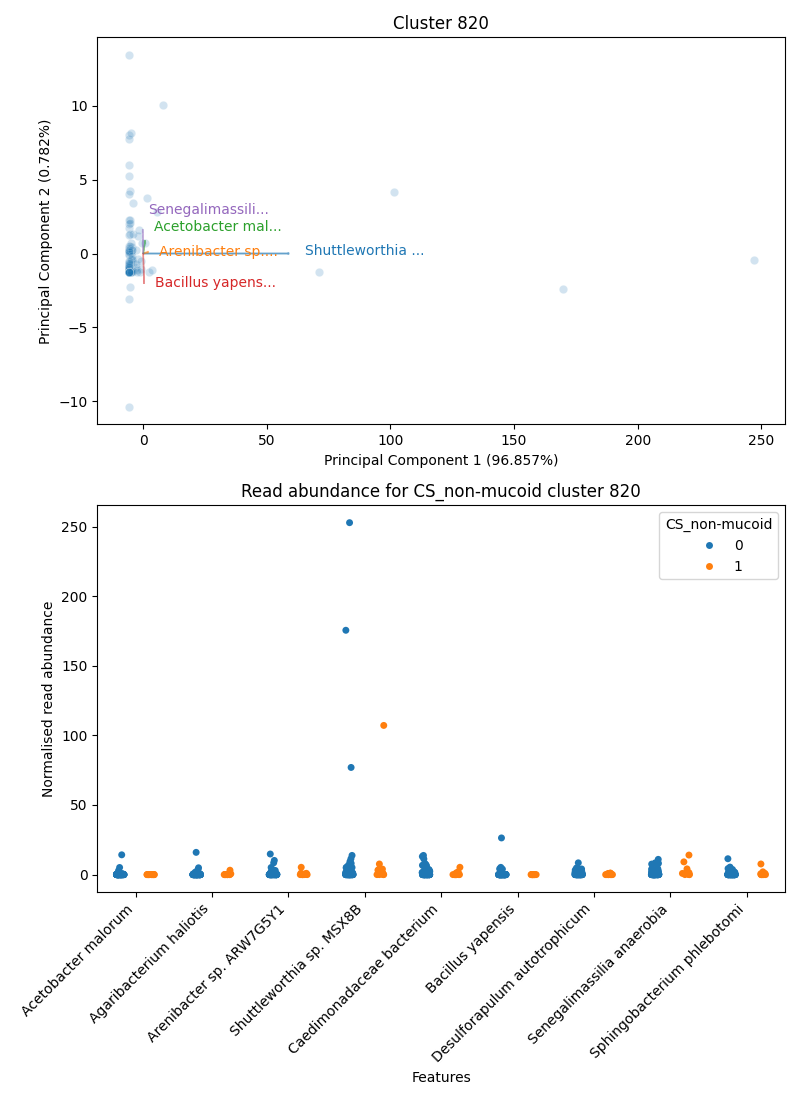 Cluster 820
Principal Component 2 (0.782%)
10
5
0
−5
−10
Senegalimassili...
Acetobacter mal...
Arenibacter sp....
Shuttleworthia ...
Bacillus yapens...
0
50
100
150
200
250
Principal Component 1 (96.857%)
Read abundance for CS_non-mucoid cluster 820
Normalised read abundance
250
200
150
100
50
0
CS_non-mucoid
0
1
Acetobacter malorum
Agaribacterium haliotis
Arenibacter sp. ARW7G5Y1
Shuttleworthia sp. MSX8B
Caedimonadaceae bacterium
Bacillus yapensis
Desulforapulum autotrophicum
Senegalimassilia anaerobia
Sphingobacterium phlebotomi
Features